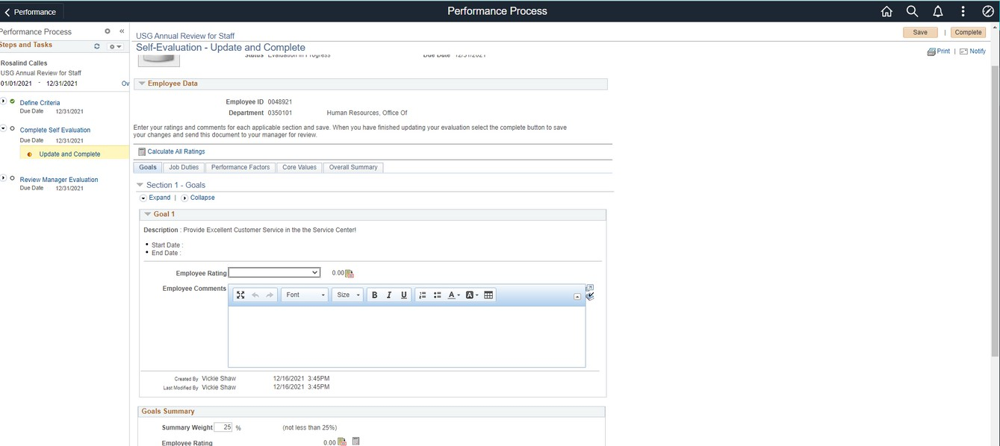 Performance
Performance Process
Performance Process
Steps and Tasks
Rosalind Calles
USG Annual Review for Staff
01/01/2021 - 12/31/2021
Ov
Define Criteria
Due Date 12/31/2021
Complete Self Evaluation
Due Date 12/31/2021
Update and Complete
Review Manager Evaluation
Due Date 12/31/2021
USG Annual Review for Staff
Save | Complete
Self-Evaluation - Update and Complete
Print | Notify
Status Evaluation in Progress Due Date 12/31/2021
Employee Data
Employee ID 0048921
Department 0350101 Human Resources, Office Of
Enter your ratings and comments for each applicable section and save. When you have finished updating your evaluation select the complete button to save
your changes and send this document to your manager for review.
Calculate All Ratings
Goals Job Duties Performance Factors Core Values Overall Summary
Section 1 - Goals
Expand | Collapse
Goal 1
Description : Provide Excellent Customer Service in the the Service Center!
• Start Date :
• End Date :
Employee Rating 0.00
Employee Comments
Font Size B I U A A
Created By Vickie Shaw 12/16/2021 3:45PM
Last Modified By Vickie Shaw 12/16/2021 3:45PM
Goals Summary
Summary Weight 25 % (not less than 25%)
Employee Rating 0.00